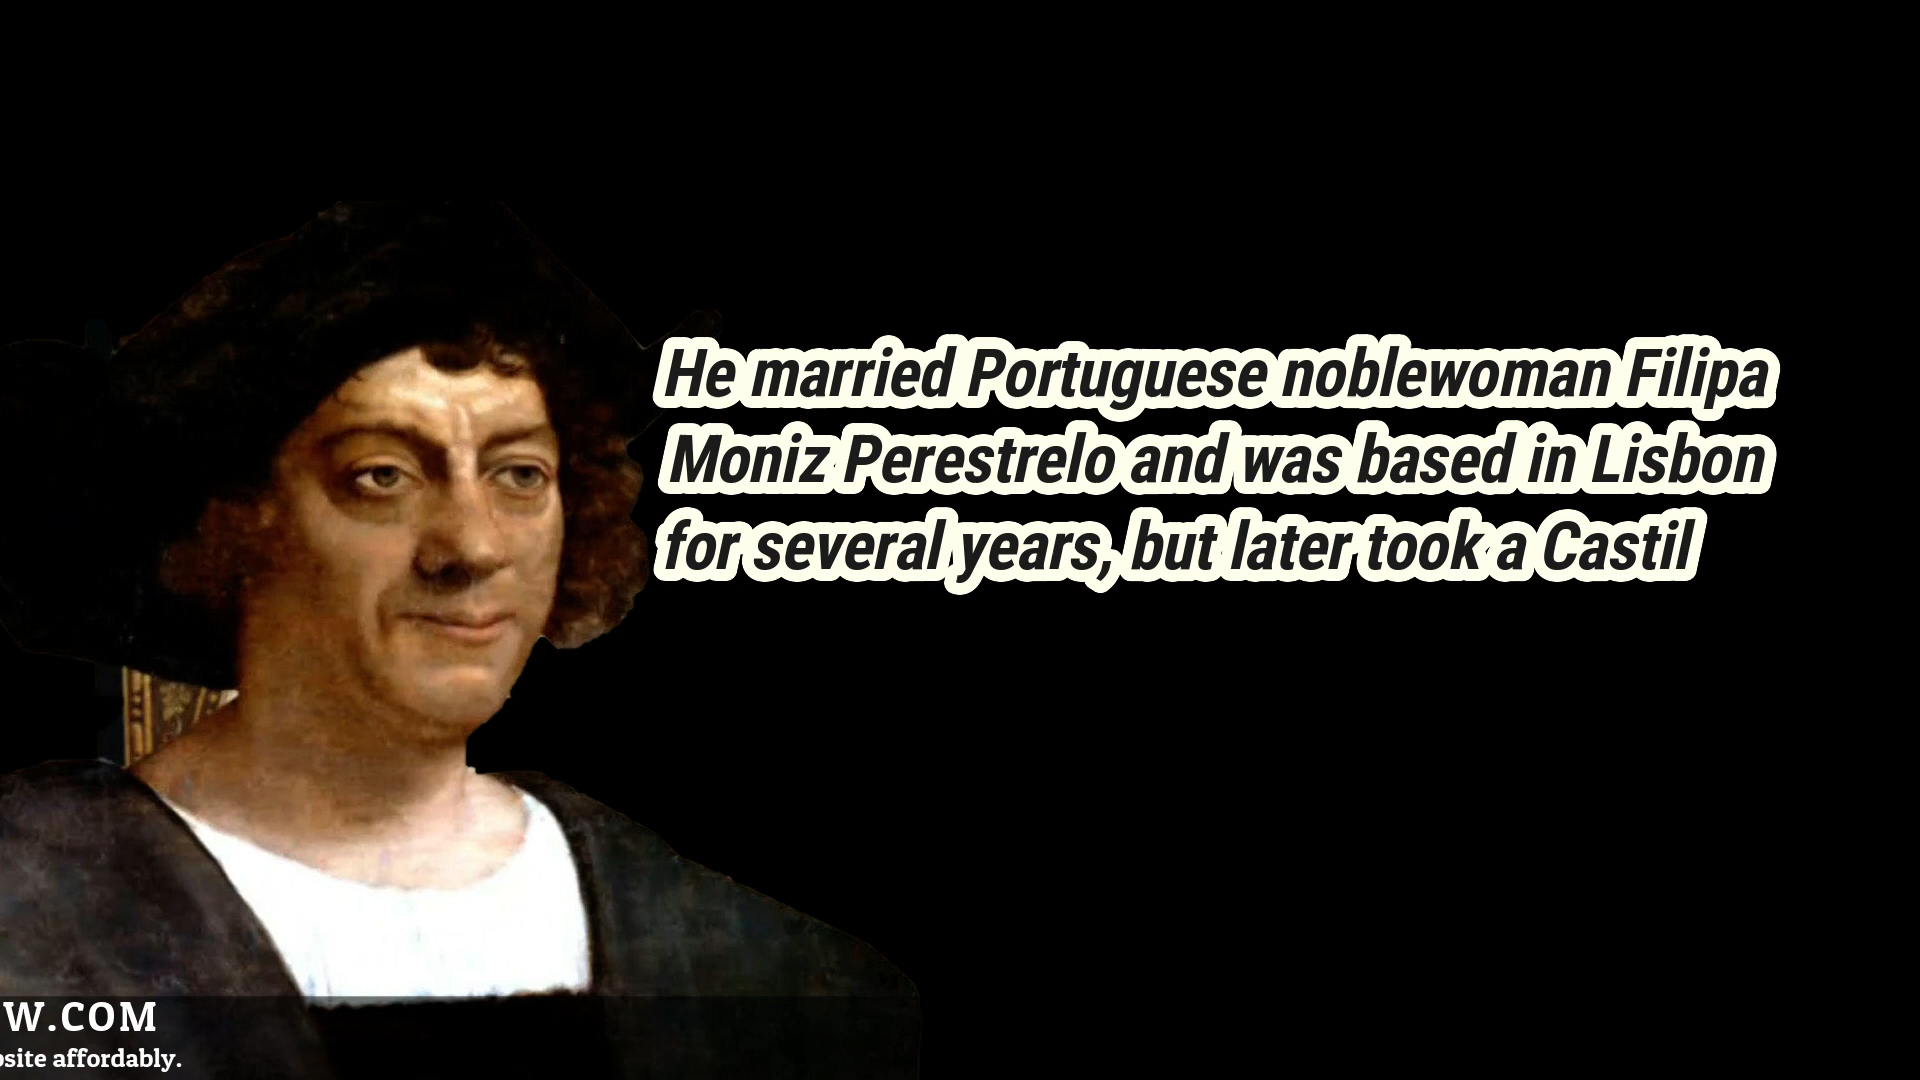 He married Portuguese noblewoman Filipa
Moniz Perestrelo and was based in Lisbon
for several years, but later took a Castil
W.COM
osite affordably.